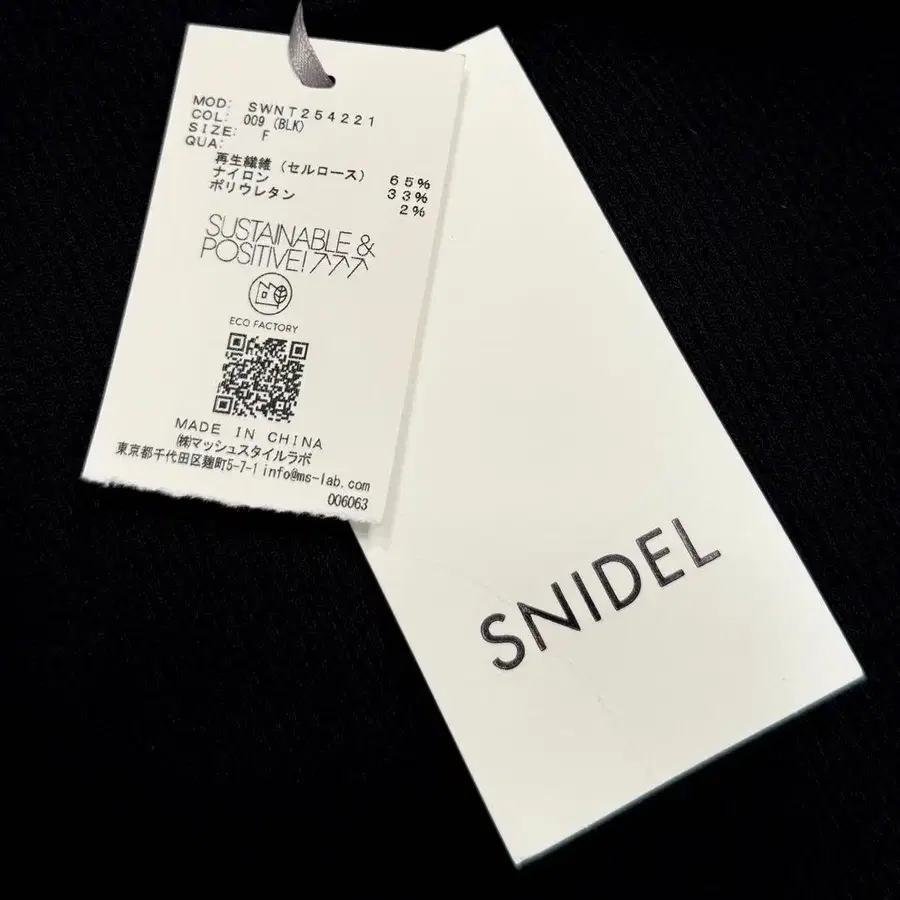 MOD: SWNT254221
COL: 009 (BLK)
SIZE: F
QUA:
再生繊維 (セルロース) 65%
ナイロン 33%
ポリウレタン 2%
SUSTAINABLE &
POSITIVE! ↗↗↗
ECO FACTORY
MADE IN CHINA
㈱マッシュスタイルラボ
東京都千代田区麹町5-7-1 info@ms-lab.com
006063
SNIDEL